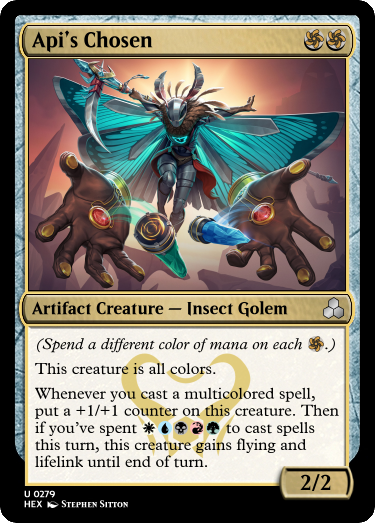 Api's Chosen
Artifact Creature — Insect Golem
(Spend a different color of mana on each .)
This creature is all colors.
Whenever you cast a multicolored spell,
put a +1/+1 counter on this creature. Then
if you've spent to cast spells
this turn, this creature gains flying and
lifelink until end of turn.
2/2
U 0279
HEX Stephen Sitton